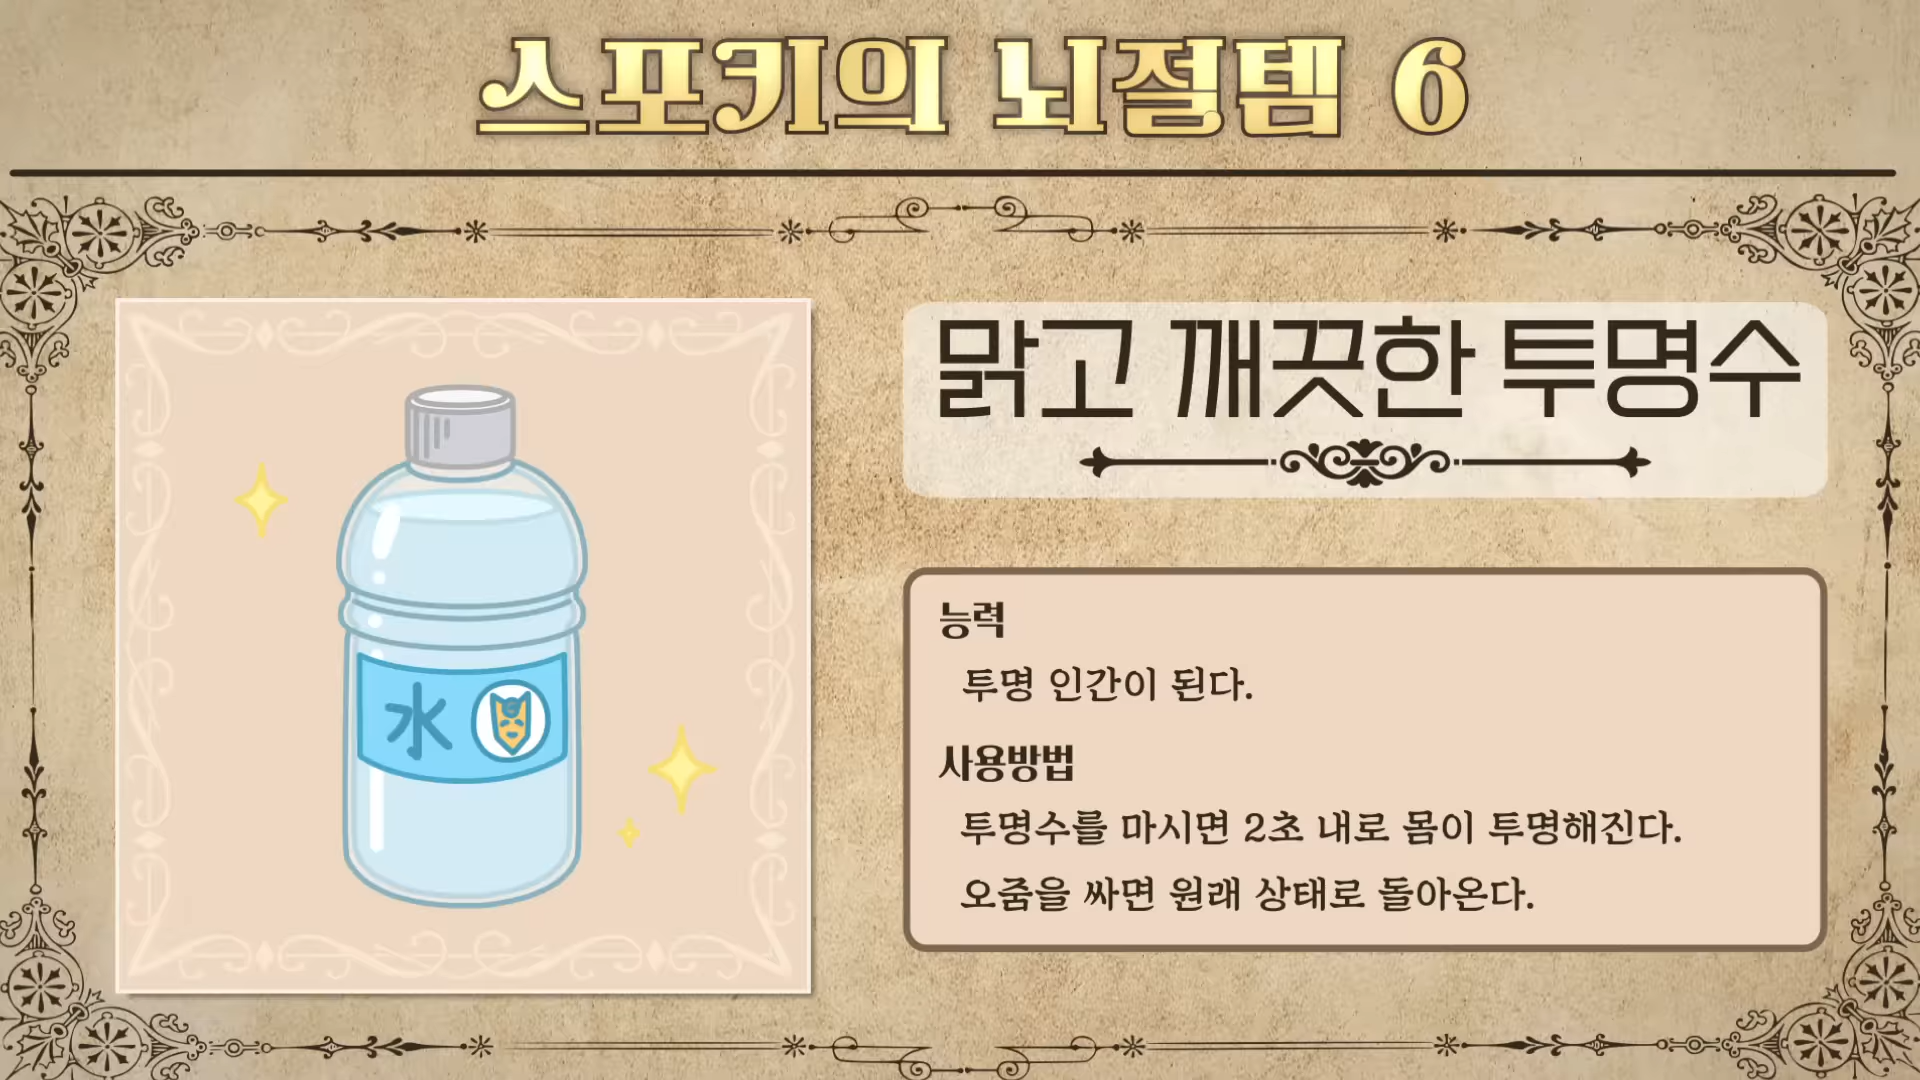 스포키의 뇌절템 6
맑고 깨끗한 투명수
水
능력
투명 인간이 된다.
사용방법
투명수를 마시면 2초 내로 몸이 투명해진다.
오줌을 싸면 원래 상태로 돌아온다.